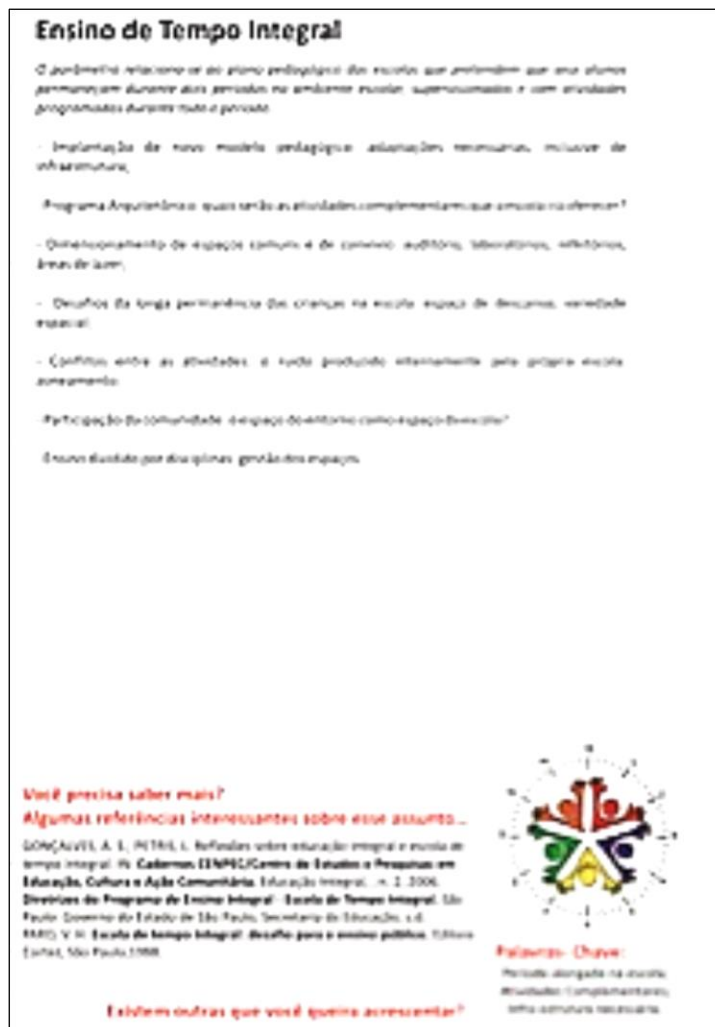 Ensino de Tempo Integral
O parâmetro relaciona-se ao plano pedagógico das escolas que pretendem que seus alunos
permaneçam durante dois períodos no ambiente escolar, supervisionados e com atividades
programadas durante todo o período.
- Implantação de novo modelo pedagógico: adaptações necessárias, inclusive de
infraestrutura;
- Programa Arquitetônico: quais serão as atividades complementares que a escola irá oferecer?
- Dimensionamento de espaços comuns e de convívio: auditório, laboratórios, refeitórios,
áreas de lazer;
- Desafios da longa permanência das crianças na escola: espaço de descanso, variedade
espacial;
- Conflitos entre as atividades: o ruído produzido internamente pela própria escola,
- Participação da comunidade: o espaço do entorno como espaço da escola?
- Ensino dividido por disciplinas: gestão dos espaços.
Você precisa saber mais?
Algumas referências interessantes sobre esse assunto...
GONÇALVES, A. S.; PETRIS, L. Reflexões sobre educação integral e escola de
tempo integral. IN: Cadernos CENPEC/Centro de Estudos e Pesquisas em
Educação, Cultura e Ação Comunitária. Educação Integral. , n. 2, 2006.
Diretrizes do Programa de Ensino Integral - Escola de Tempo Integral. São
Paulo: Governo do Estado de São Paulo, Secretaria da Educação, s.d.
PARO, V. H. Escola de tempo integral: desafio para o ensino público. Editora
Cortez, São Paulo, 1988.
Existem outras que você queira acrescentar?
Palavras- Chave:
Período alongado na escola;
Atividades Complementares;
Infra-estrutura necessária.